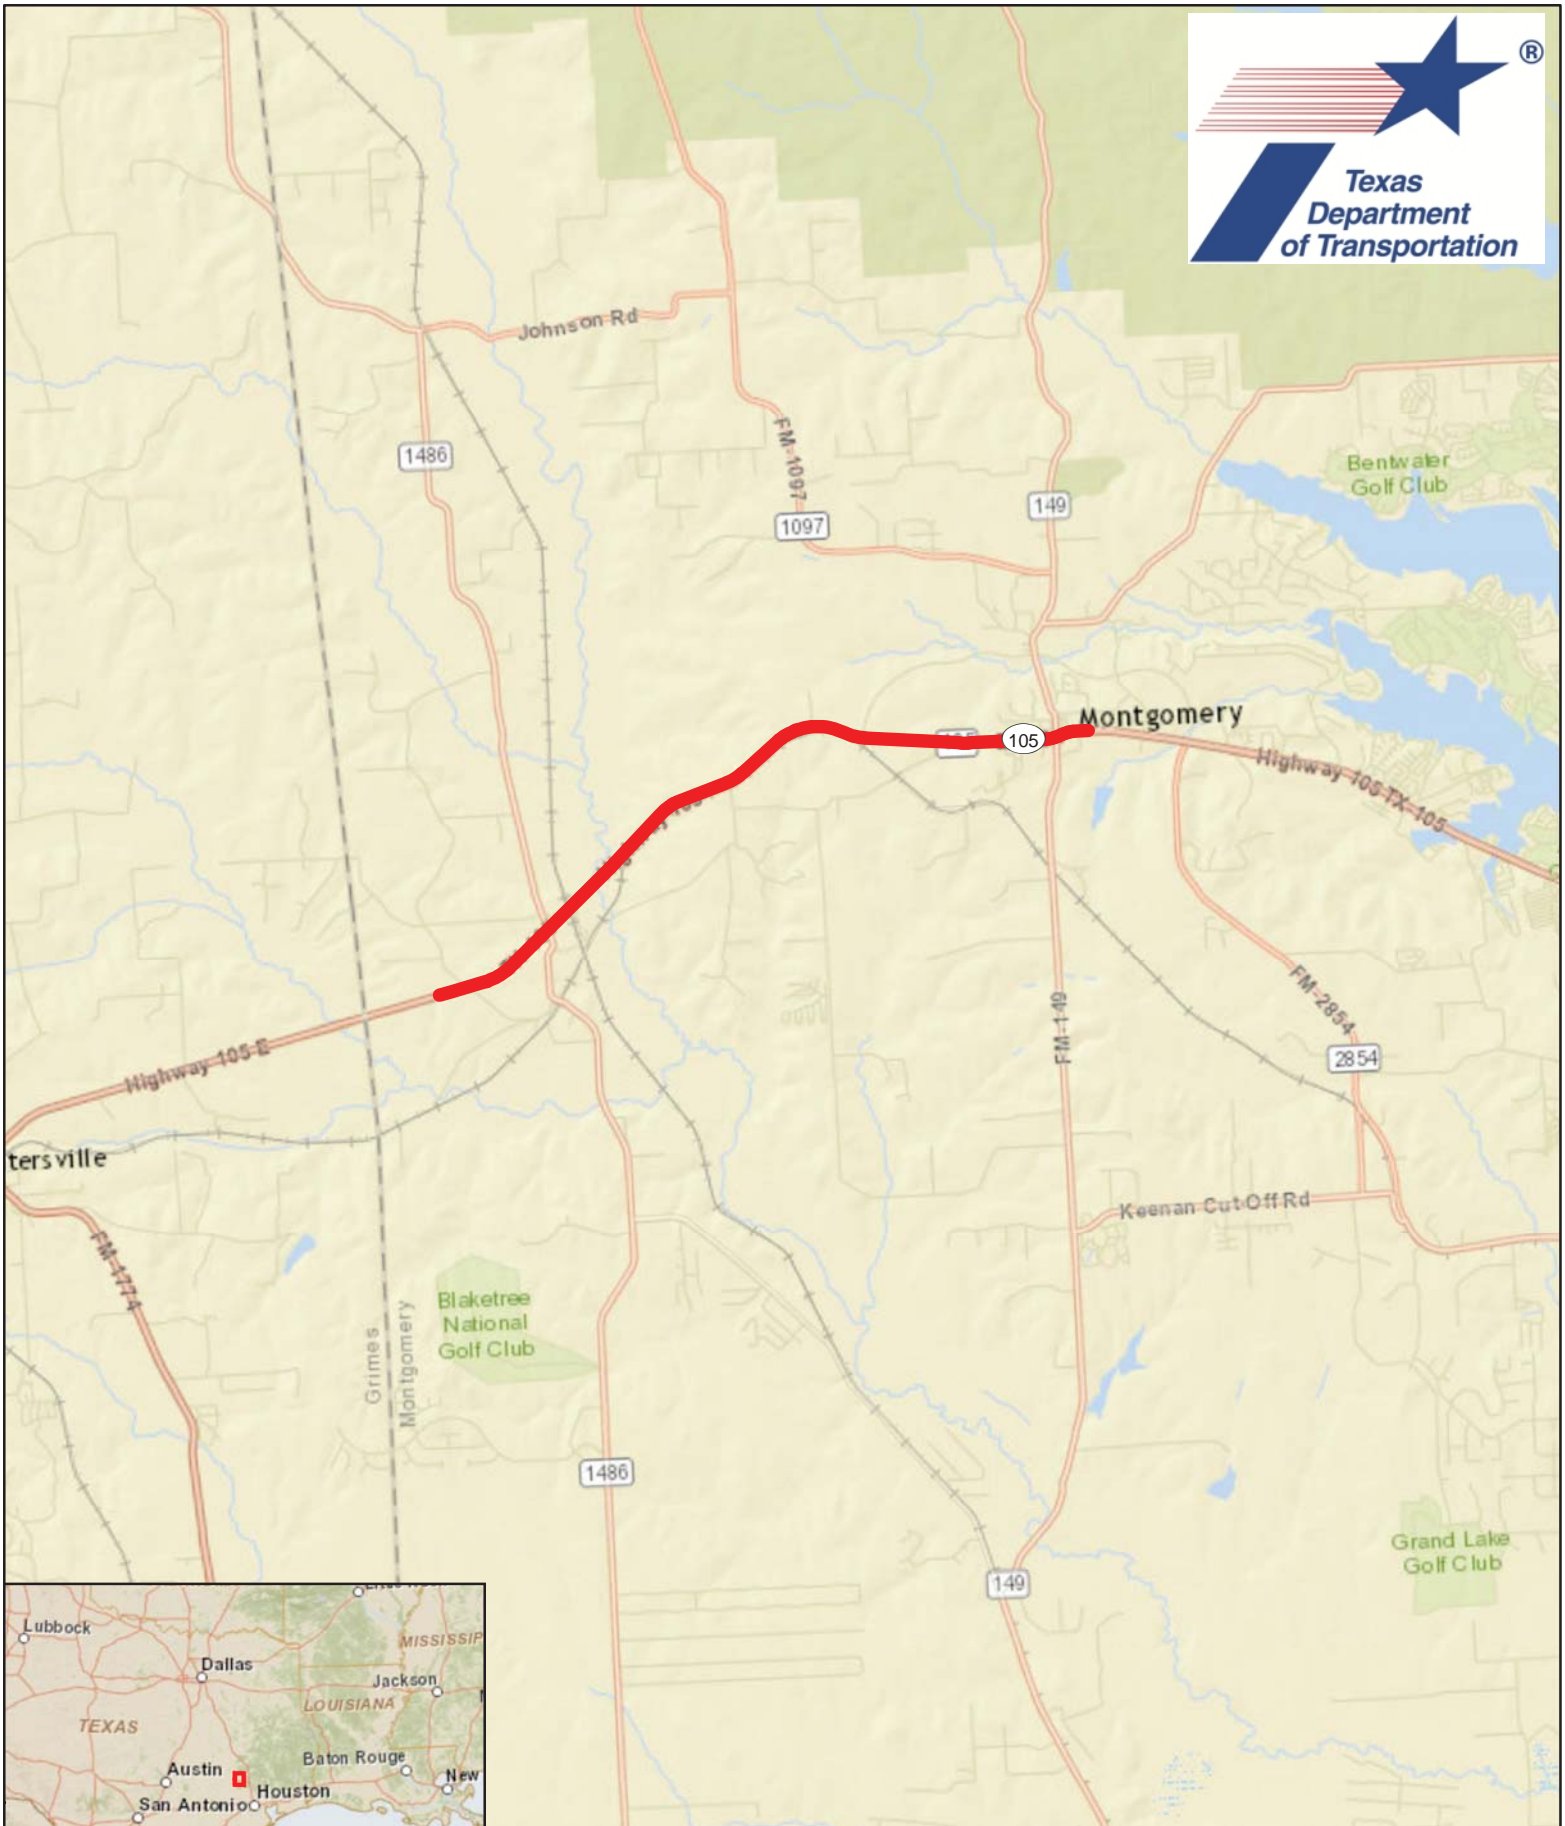 ®
Texas
Department
of Transportation
Johnson Rd
1486
FM-1097
1097
149
Bentwater
Golf Club
Montgomery
105
Highway 105 TX-105
FM-149
FM-2854
2854
Highway 105 E
tersville
Keenan Cut Off Rd
FM-1774
Blaketree
National
Golf Club
Grimes
Montgomery
1486
Grand Lake
Golf Club
149
Lubbock
MISSISSIP
Dallas
Jackson
LOUISIANA
TEXAS
Baton Rouge
Austin
New
Houston
San Antonio